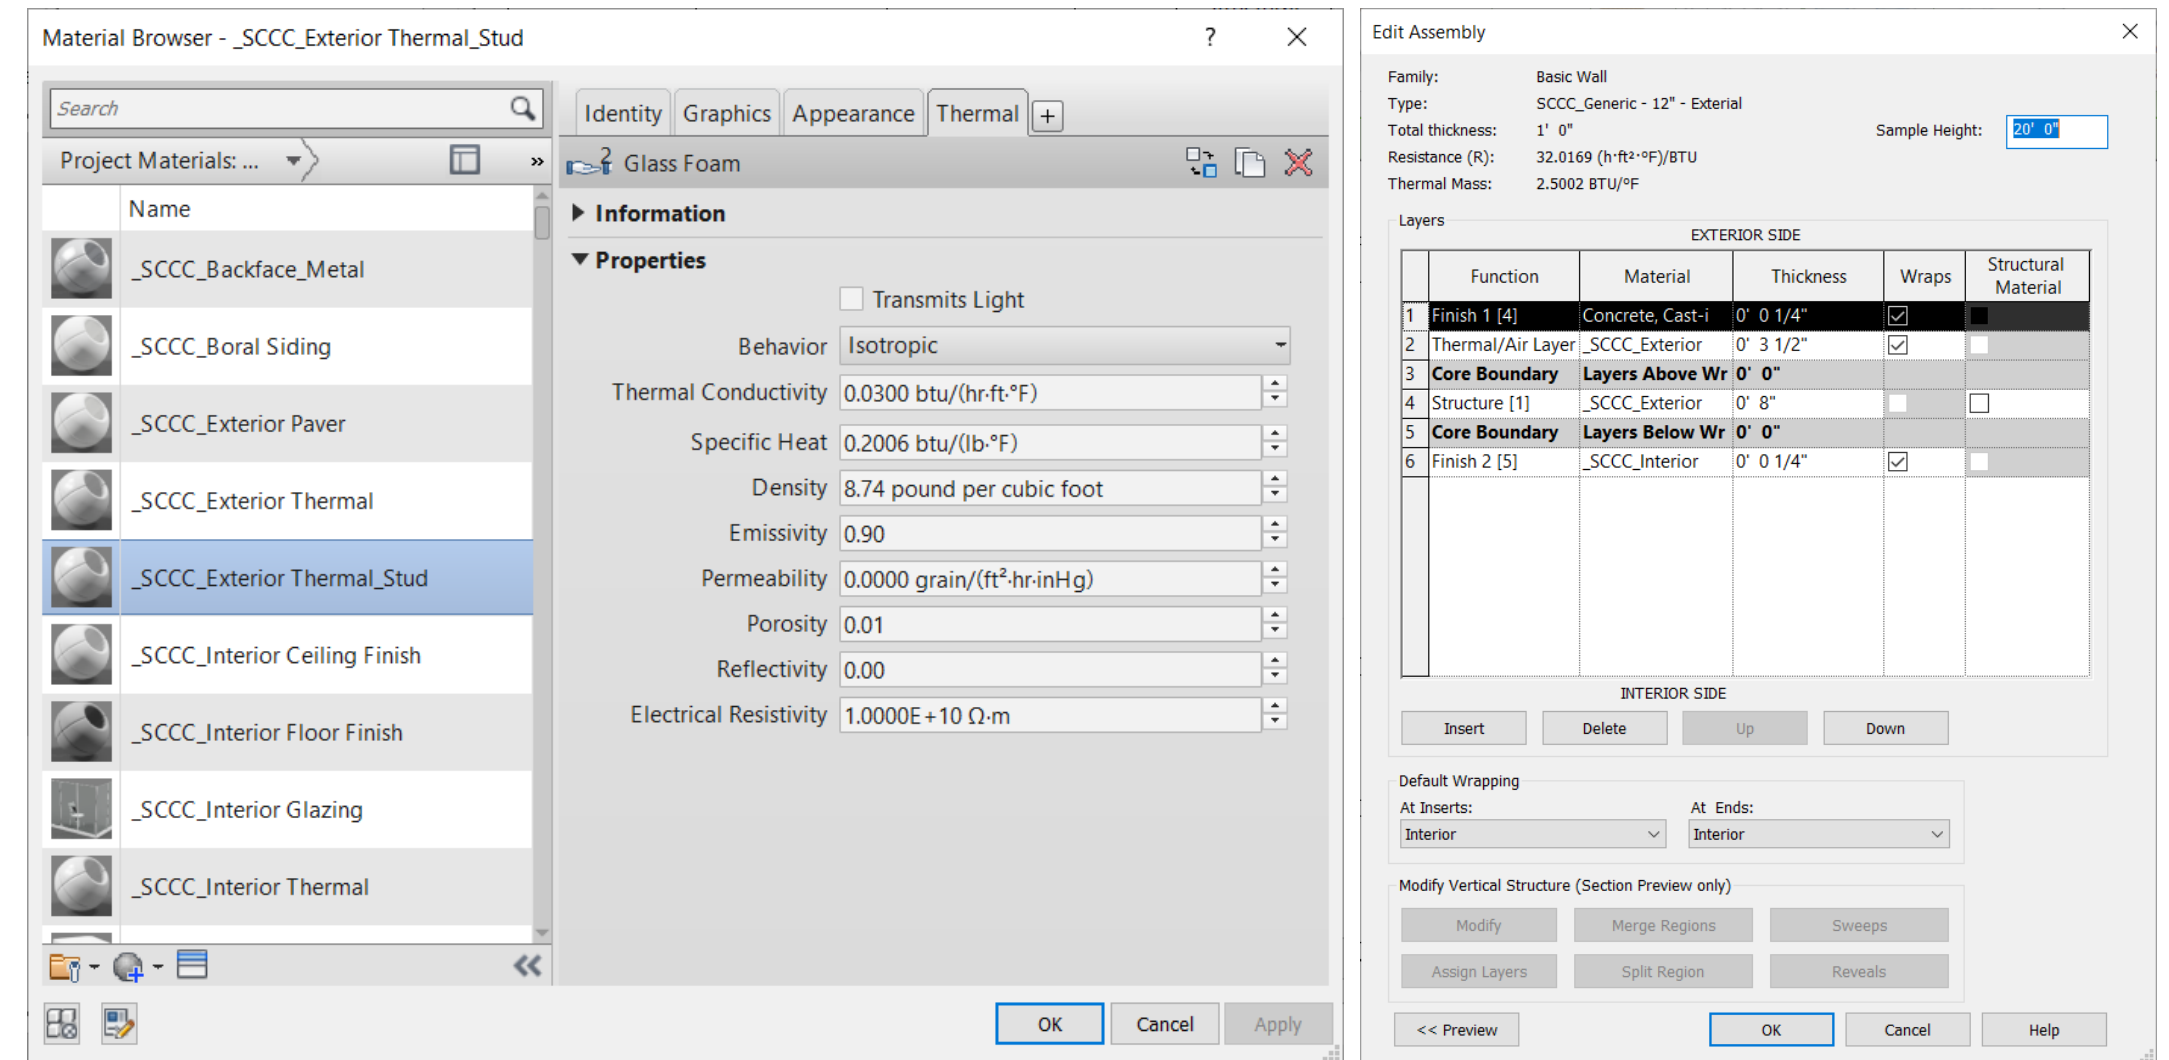 Material Browser - _SCCC_Exterior Thermal_Stud
?
Search
Project Materials: ...
»
Name
_SCCC_Backface_Metal
_SCCC_Boral Siding
_SCCC_Exterior Paver
_SCCC_Exterior Thermal
_SCCC_Exterior Thermal_Stud
_SCCC_Interior Ceiling Finish
_SCCC_Interior Floor Finish
_SCCC_Interior Glazing
_SCCC_Interior Thermal
Identity Graphics Appearance Thermal +
2 Glass Foam
Information
Properties
Transmits Light
Behavior Isotropic
Thermal Conductivity 0.0300 btu/(hr·ft·°F)
Specific Heat 0.2006 btu/(lb·°F)
Density 8.74 pound per cubic foot
Emissivity 0.90
Permeability 0.0000 grain/(ft²·hr·inHg)
Porosity 0.01
Reflectivity 0.00
Electrical Resistivity 1.0000E+10 Ω·m
OK Cancel Apply
Edit Assembly
Family: Basic Wall
Type: SCCC_Generic - 12" - Exterial
Total thickness: 1' 0" Sample Height: 20' 0"
Resistance (R): 32.0169 (h·ft²·°F)/BTU
Thermal Mass: 2.5002 BTU/°F
Layers
EXTERIOR SIDE
Function Material Thickness Wraps Structural Material
1 Finish 1 [4] Concrete, Cast-i 0' 0 1/4"
2 Thermal/Air Layer _SCCC_Exterior 0' 3 1/2"
3 Core Boundary Layers Above Wr 0' 0"
4 Structure [1] _SCCC_Exterior 0' 8"
5 Core Boundary Layers Below Wr 0' 0"
6 Finish 2 [5] _SCCC_Interior 0' 0 1/4"
INTERIOR SIDE
Insert Delete Up Down
Default Wrapping
At Inserts: At Ends:
Interior Interior
Modify Vertical Structure (Section Preview only)
Modify Merge Regions Sweeps
Assign Layers Split Region Reveals
<< Preview OK Cancel Help